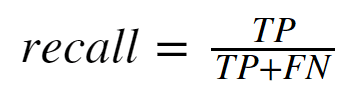 recall = TP / TP+FN